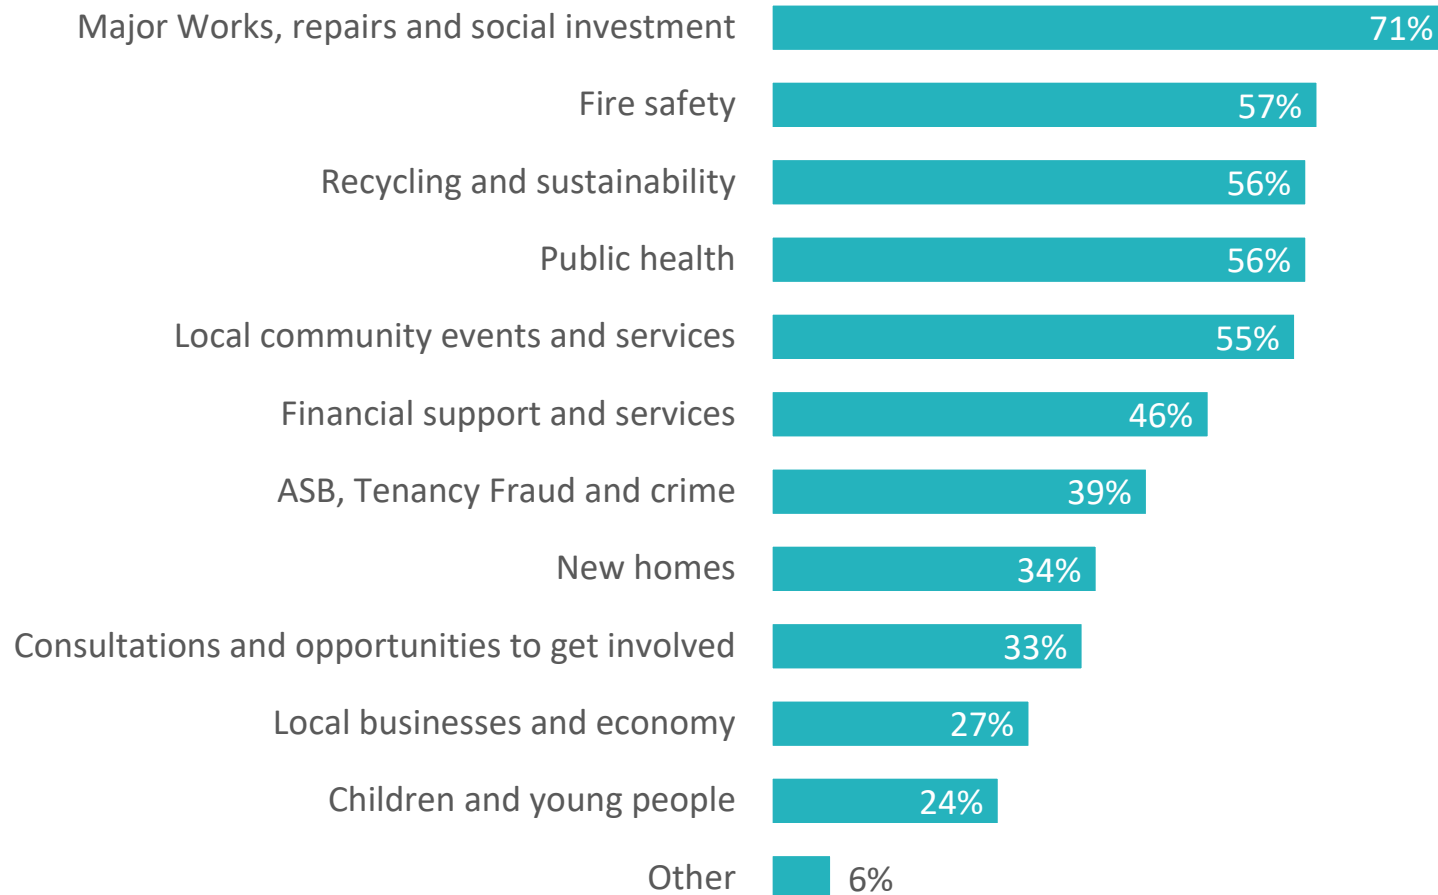 Major Works, repairs and social investment 71%
Fire safety 57%
Recycling and sustainability 56%
Public health 56%
Local community events and services 55%
Financial support and services 46%
ASB, Tenancy Fraud and crime 39%
New homes 34%
Consultations and opportunities to get involved 33%
Local businesses and economy 27%
Children and young people 24%
Other 6%